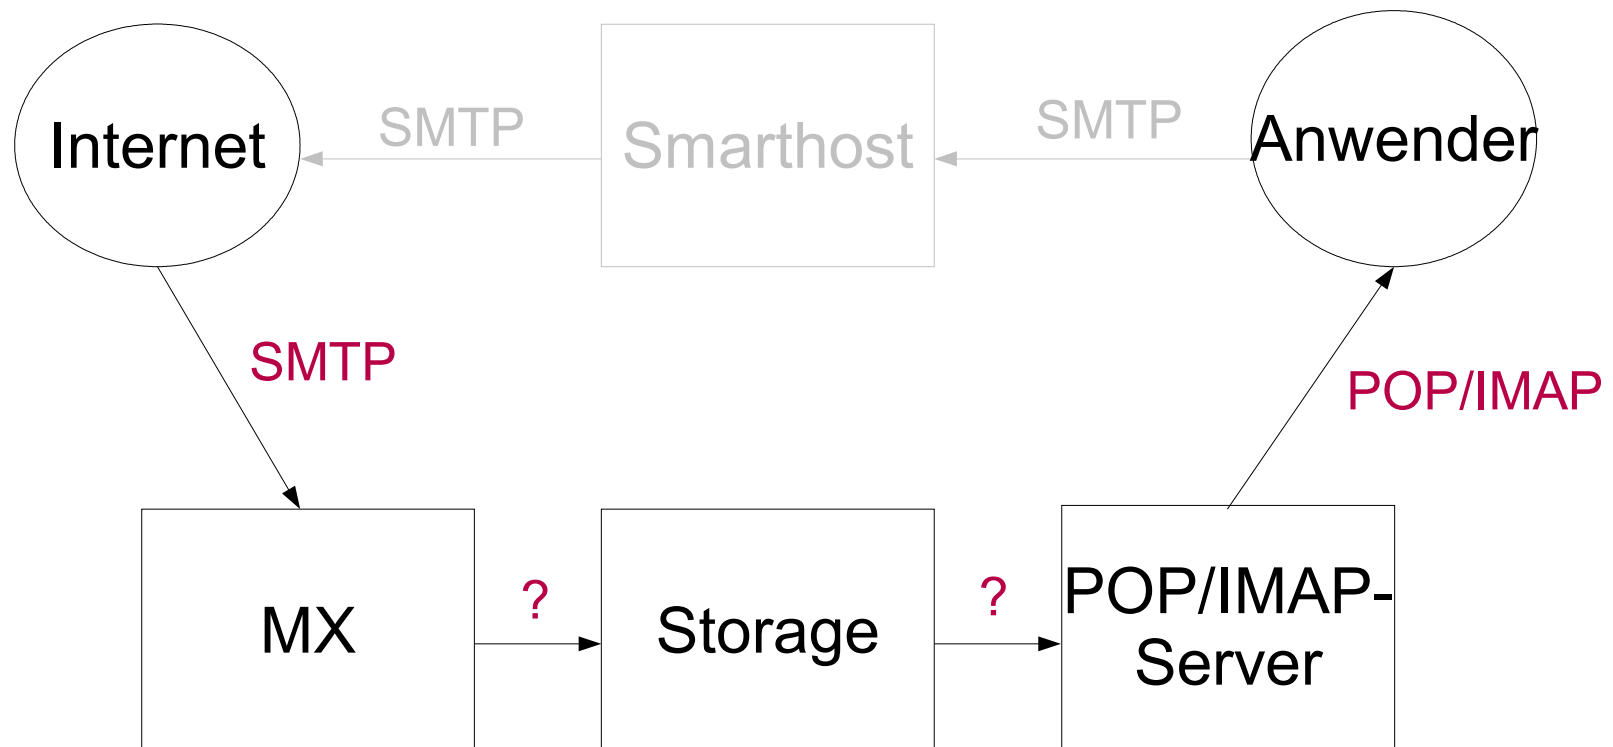 Internet
SMTP
Smarthost
SMTP
Anwender
SMTP
POP/IMAP
MX
?
Storage
?
POP/IMAP-
Server